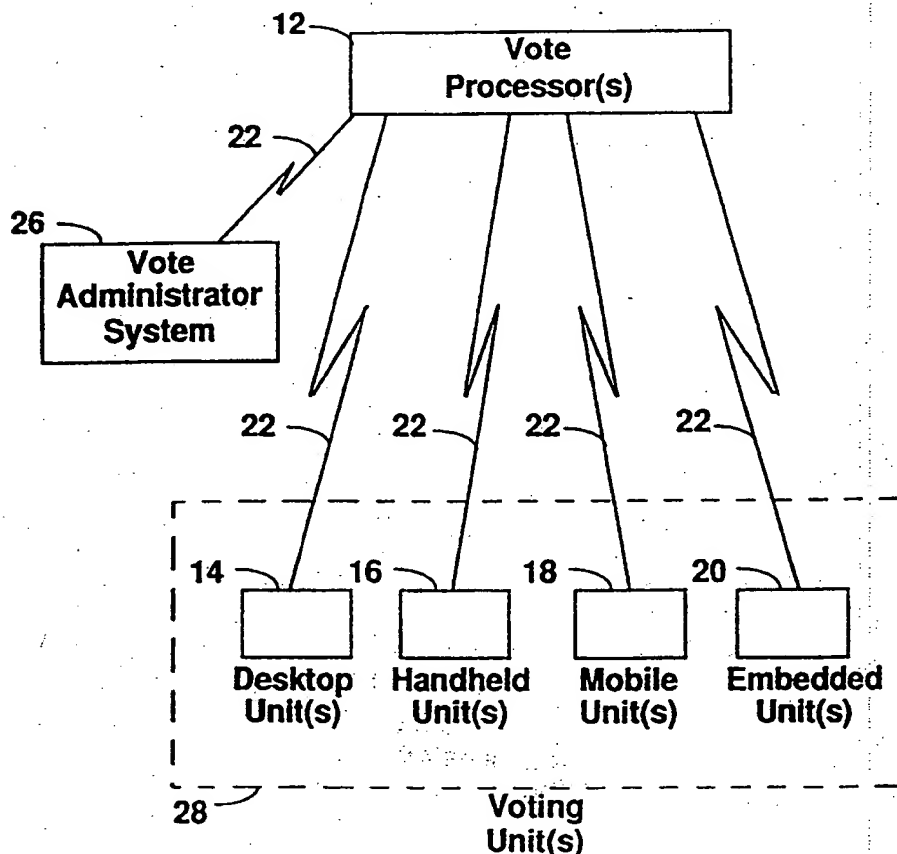 12
Vote
Processor(s)
22
26
Vote
Administrator
System
22 22 22 22
14 16 18 20
Desktop Handheld Mobile Embedded
Unit(s) Unit(s) Unit(s) Unit(s)
28
Voting
Unit(s)